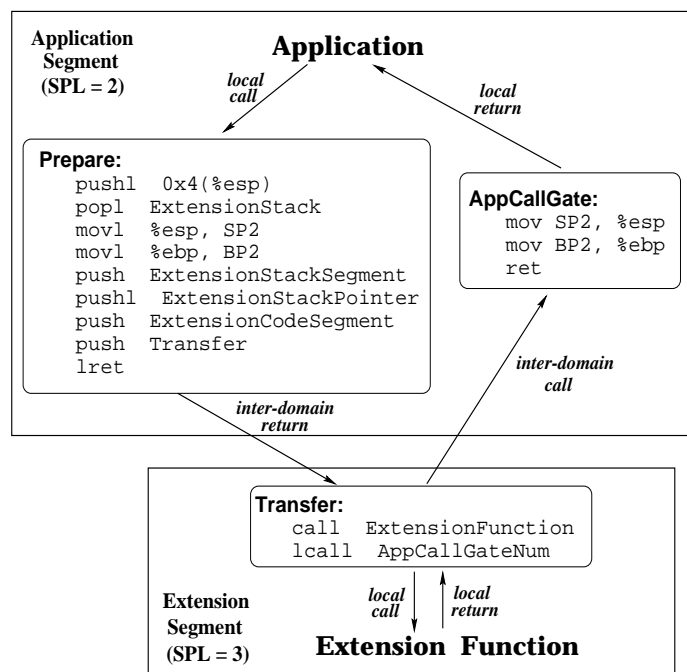 Application
Segment
(SPL = 2)
Application
local
call
local
return
Prepare:
pushl 0x4(%esp)
popl ExtensionStack
movl %esp, SP2
movl %ebp, BP2
push ExtensionStackSegment
pushl ExtensionStackPointer
push ExtensionCodeSegment
push Transfer
lret
AppCallGate:
mov SP2, %esp
mov BP2, %ebp
ret
inter-domain
return
inter-domain
call
Transfer:
call ExtensionFunction
lcall AppCallGateNum
local
call
local
return
Extension
Segment
(SPL = 3)
Extension Function